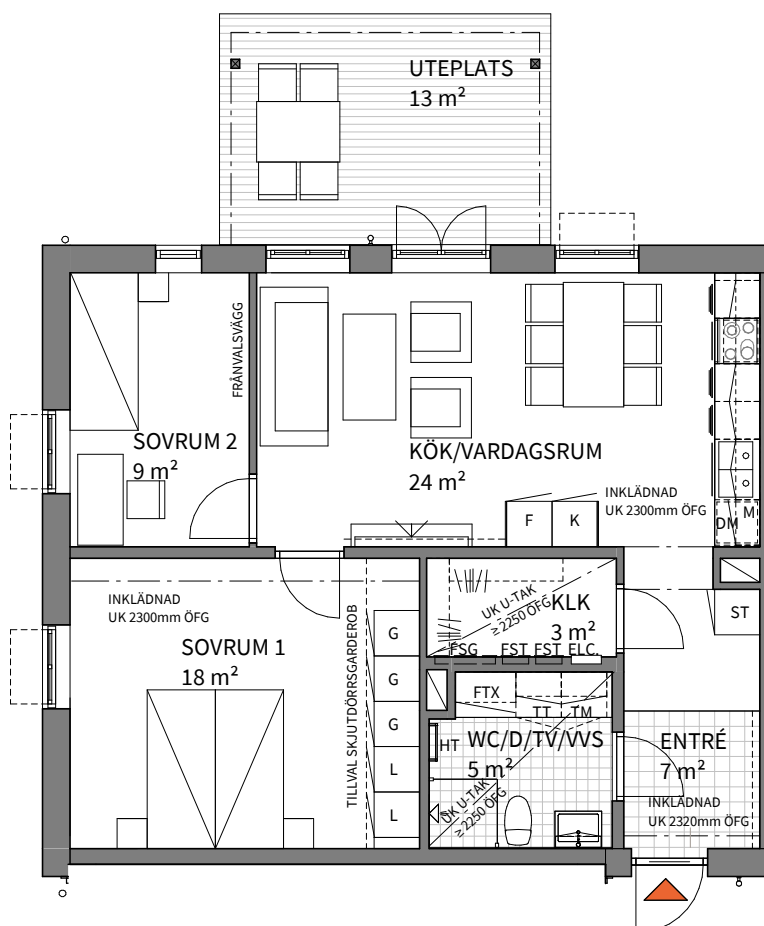 UTEPLATS
13 m²
FRÅNVALSVÄGG
SOVRUM 2
9 m²
KÖK/VARDAGSRUM
24 m²
INKLÄDNAD
UK 2300mm ÖFG
F
K
M
DM
INKLÄDNAD
UK 2300mm ÖFG
SOVRUM 1
18 m²
TILLVAL SKJUTDÖRRSGARDEROB
G
G
G
L
L
UK U-TAK
≥2250 ÖFG
KLK
3 m²
FSG
FST
FST
ELC.
ST
FTX
TT
TM
HT
WC/D/TV/VVS
5 m²
UK U-TAK
≥2250 ÖFG
ENTRÉ
7 m²
INKLÄDNAD
UK 2320mm ÖFG